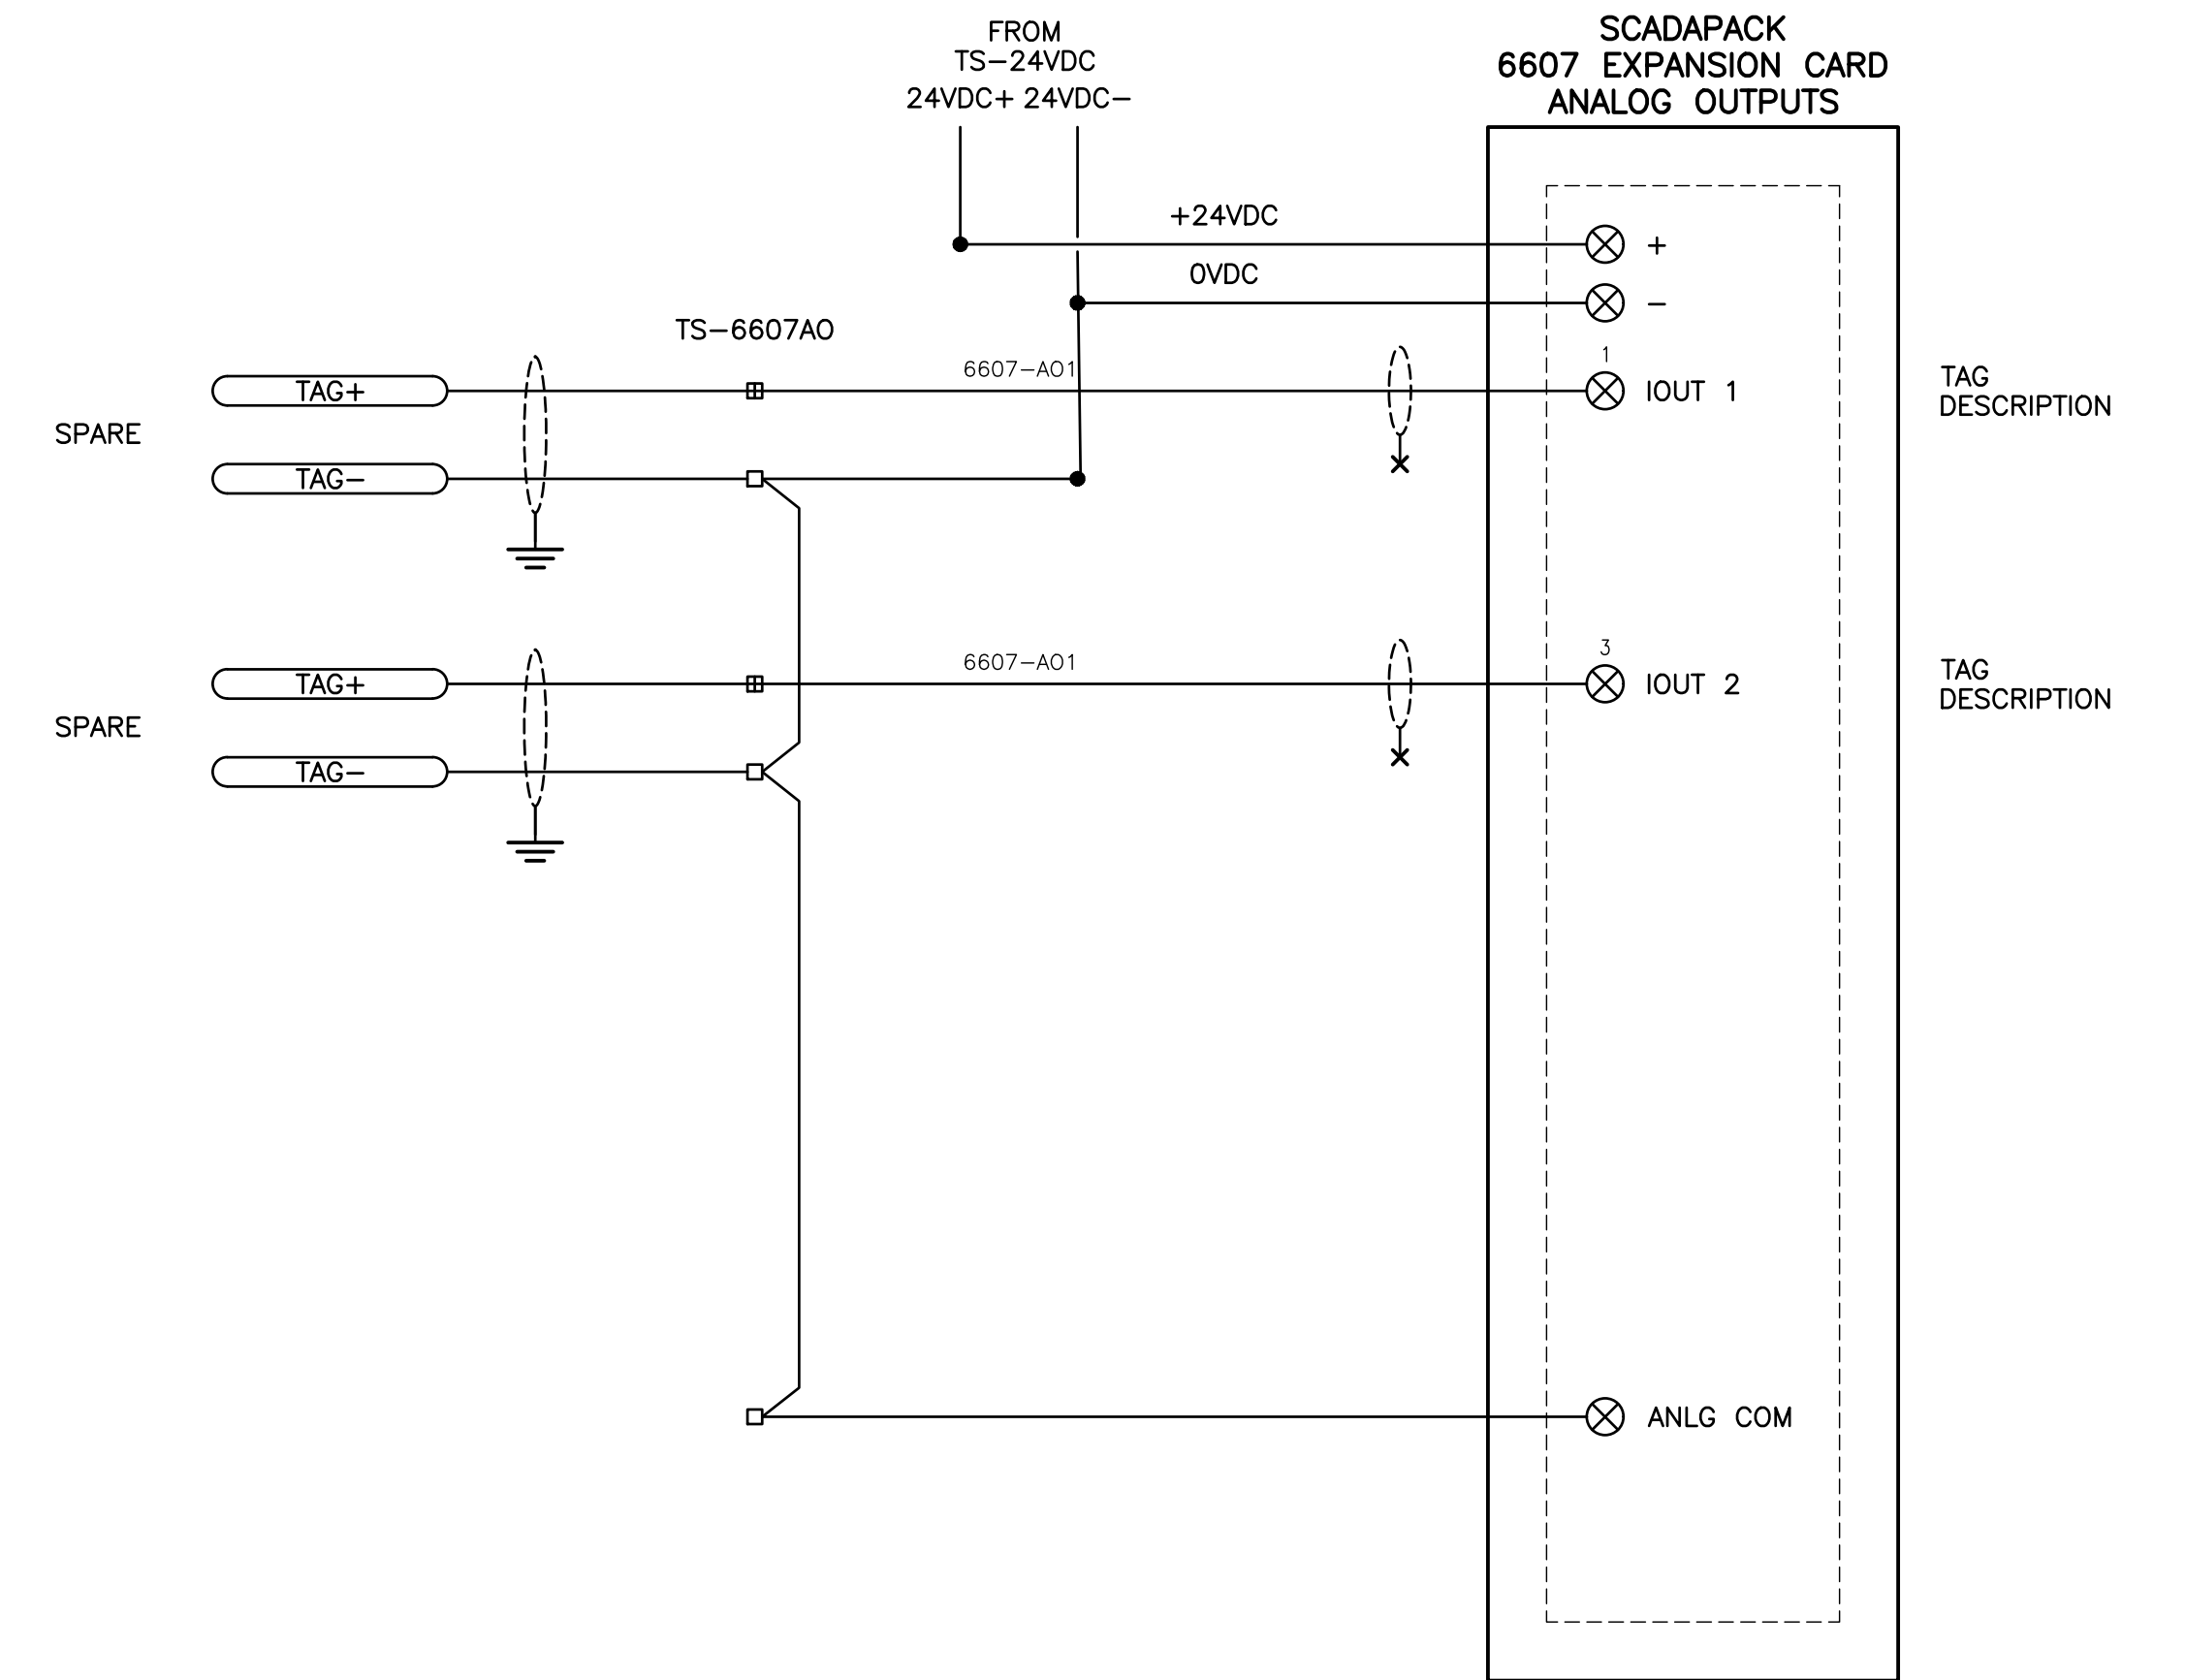 FROM
TS-24VDC
24VDC+ 24VDC-
SCADAPACK
6607 EXPANSION CARD
ANALOG OUTPUTS
+24VDC
+
0VDC
-
TS-6607AO
6607-AO1
1
TAG+
IOUT 1
TAG
DESCRIPTION
SPARE
TAG-
6607-AO1
3
TAG+
IOUT 2
TAG
DESCRIPTION
SPARE
TAG-
ANLG COM